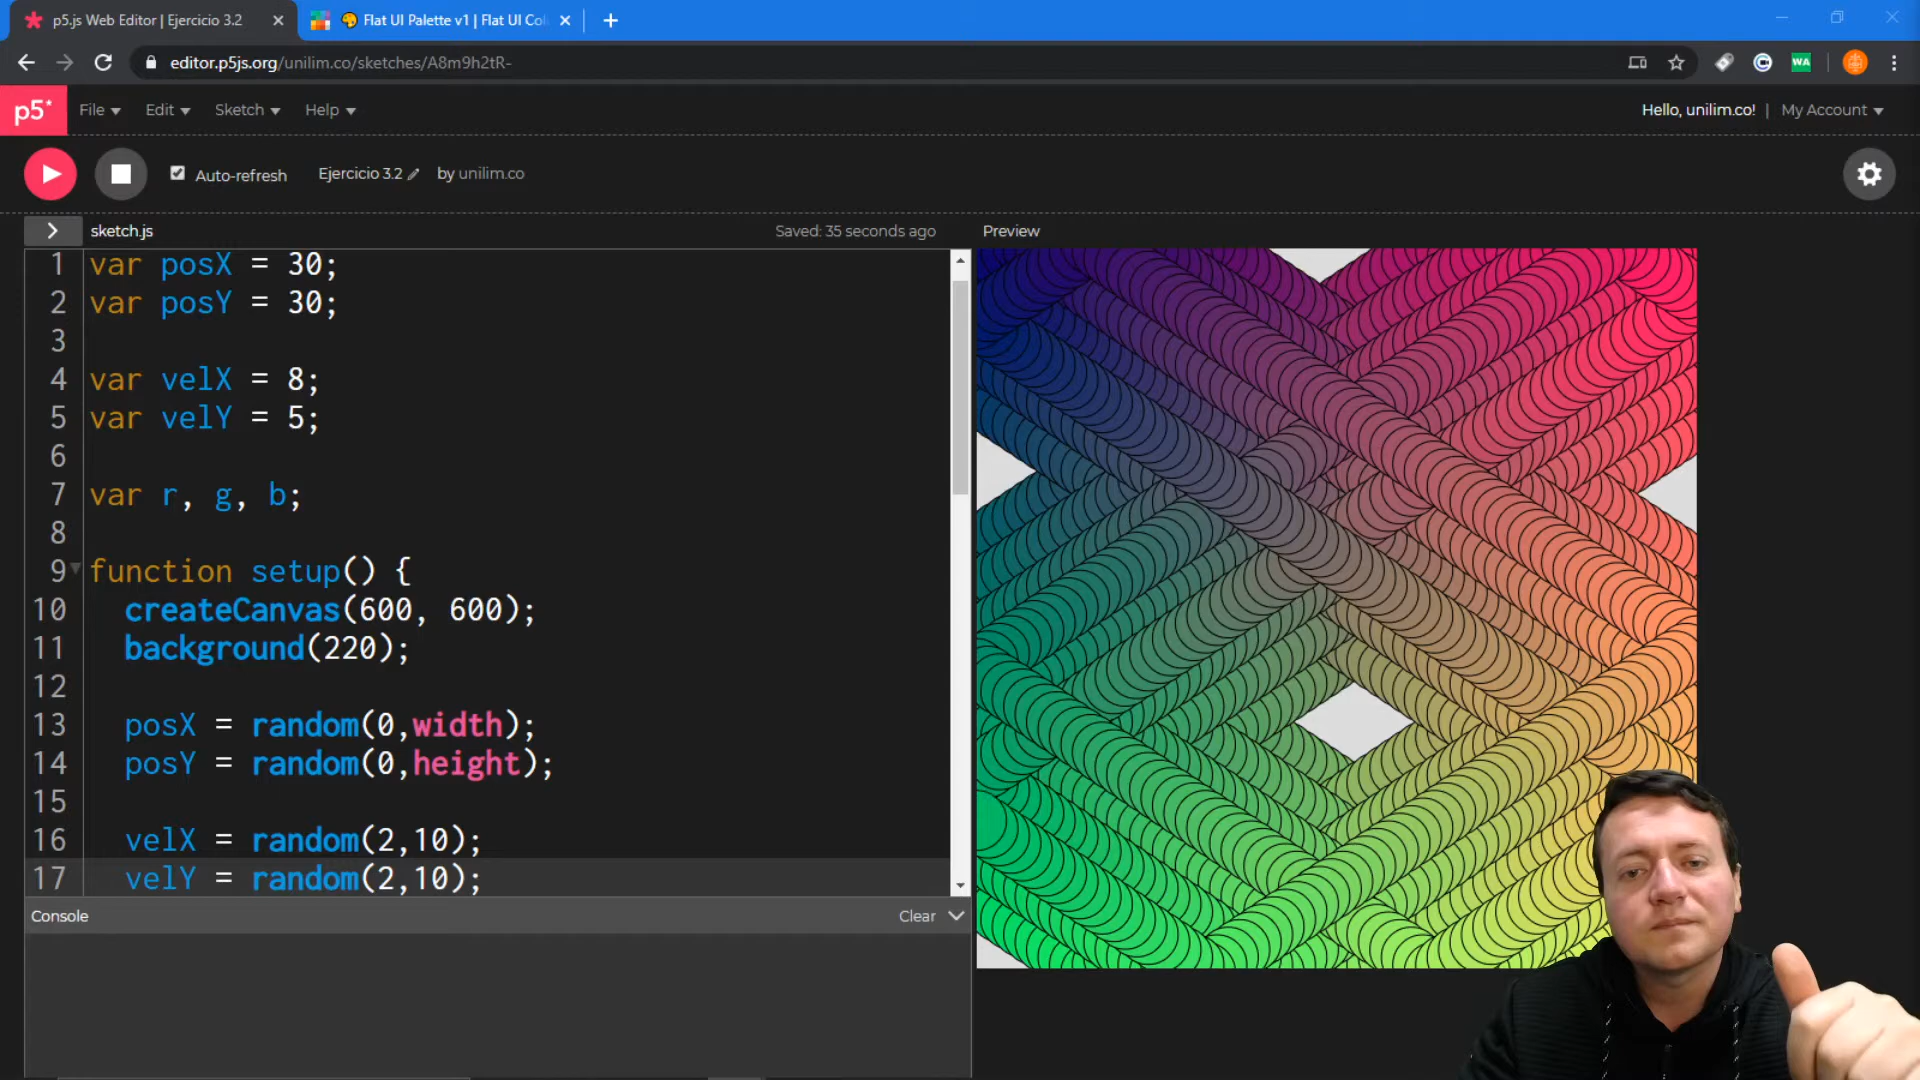 p5.js Web Editor | Ejercicio 3.2
Flat UI Palette v1 | Flat UI Col
editor.p5js.org/unilim.co/sketches/A8m9h2tR-
WA
p5*
File
Edit
Sketch
Help
Hello, unilim.co!
|
My Account
Auto-refresh
Ejercicio 3.2
by unilim.co
sketch.js
Saved: 35 seconds ago
Preview
1 var posX = 30;
2 var posY = 30;
3
4 var velX = 8;
5 var velY = 5;
6
7 var r, g, b;
8
9 function setup() {
10 createCanvas(600, 600);
11 background(220);
12
13 posX = random(0,width);
14 posY = random(0,height);
15
16 velX = random(2,10);
17 velY = random(2,10);
Console
Clear